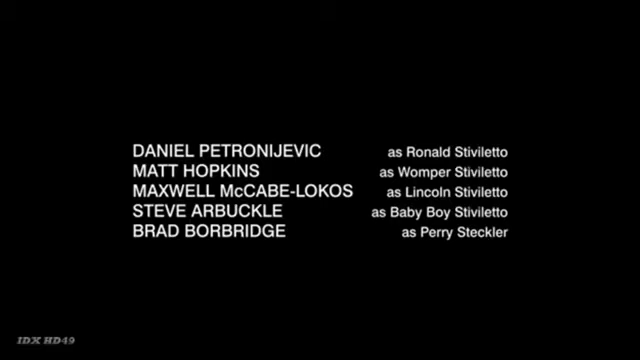 DANIEL PETRONIJEVIC as Ronald Stiviletto
MATT HOPKINS as Womper Stiviletto
MAXWELL McCABE-LOKOS as Lincoln Stiviletto
STEVE ARBUCKLE as Baby Boy Stiviletto
BRAD BORBRIDGE as Perry Steckler
IDX HD49